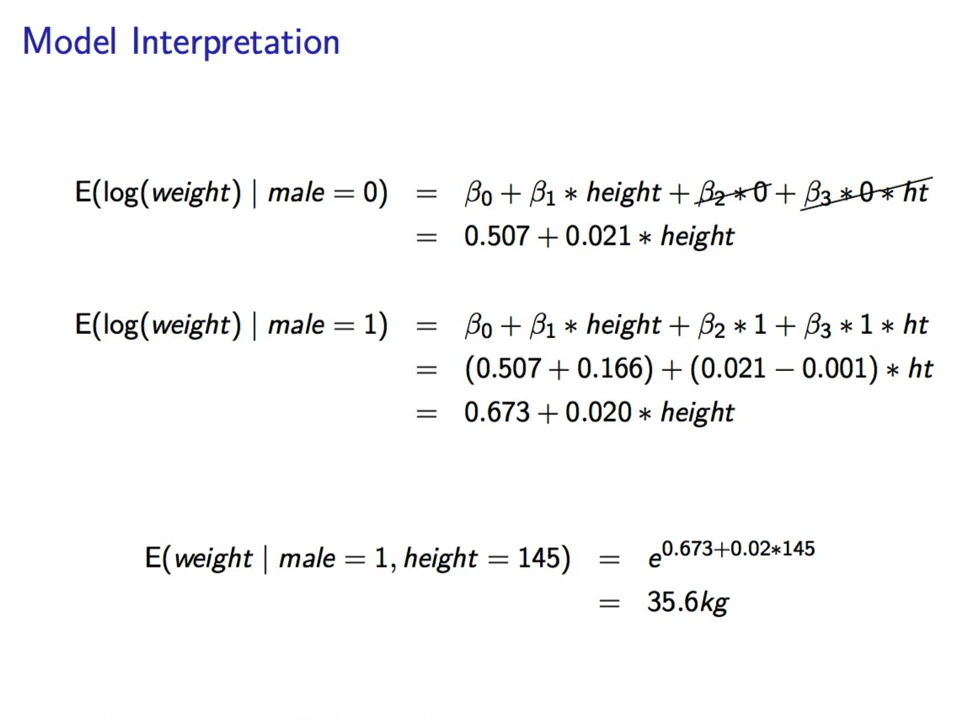 Model Interpretation
E(log(weight) | male = 0) = β₀ + β₁ * height + β₂ * 0 + β₃ * 0 * ht
= 0.507 + 0.021 * height
E(log(weight) | male = 1) = β₀ + β₁ * height + β₂ * 1 + β₃ * 1 * ht
= (0.507 + 0.166) + (0.021 − 0.001) * ht
= 0.673 + 0.020 * height
E(weight | male = 1, height = 145) = e^0.673+0.02*145
= 35.6kg